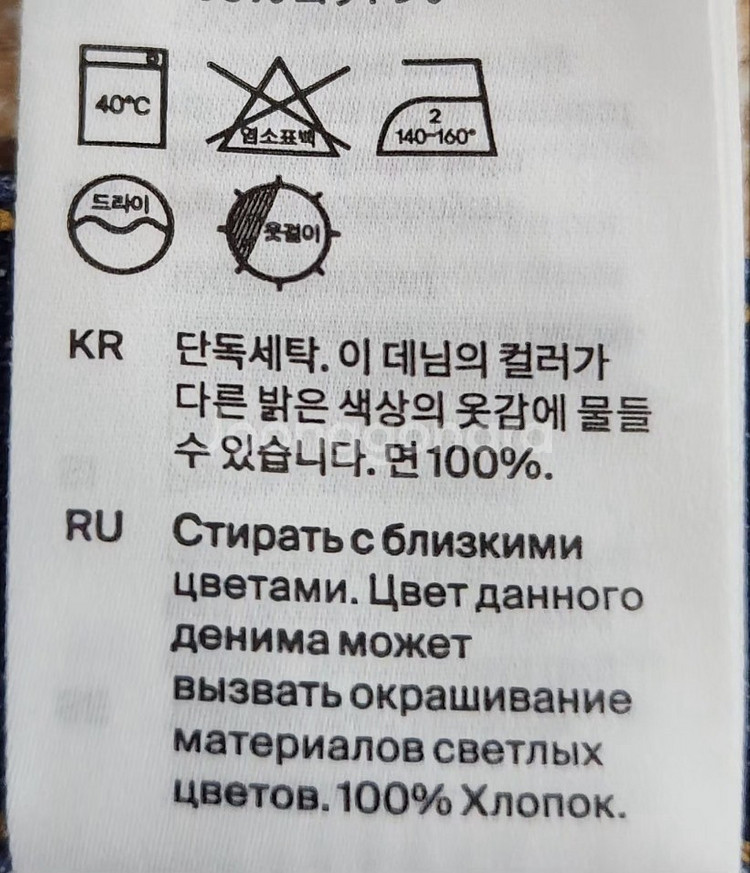 40°C
염소표백
2
140~160°
드라이
옷걸이
KR
단독세탁. 이 데님의 컬러가
다른 밝은 색상의 옷감에 물들
수 있습니다. 면 100%.
RU
Стирать с близкими
цветами. Цвет данного
денима может
вызвать окрашивание
материалов светлых
цветов. 100% Хлопок.